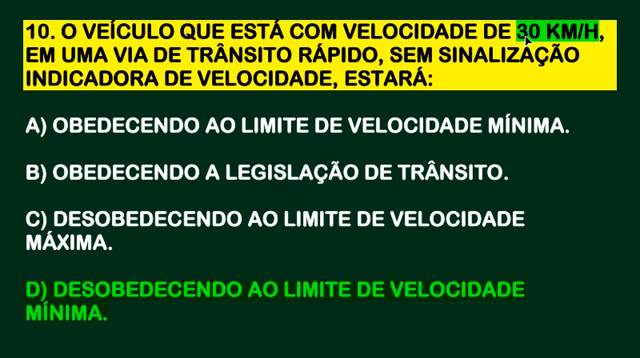 10. O VEÍCULO QUE ESTÁ COM VELOCIDADE DE 30 KM/H,
EM UMA VIA DE TRÂNSITO RÁPIDO, SEM SINALIZAÇÃO
INDICADORA DE VELOCIDADE, ESTARÁ:
A) OBEDECENDO AO LIMITE DE VELOCIDADE MÍNIMA.
B) OBEDECENDO A LEGISLAÇÃO DE TRÂNSITO.
C) DESOBEDECENDO AO LIMITE DE VELOCIDADE
MÁXIMA.
D) DESOBEDECENDO AO LIMITE DE VELOCIDADE
MÍNIMA.